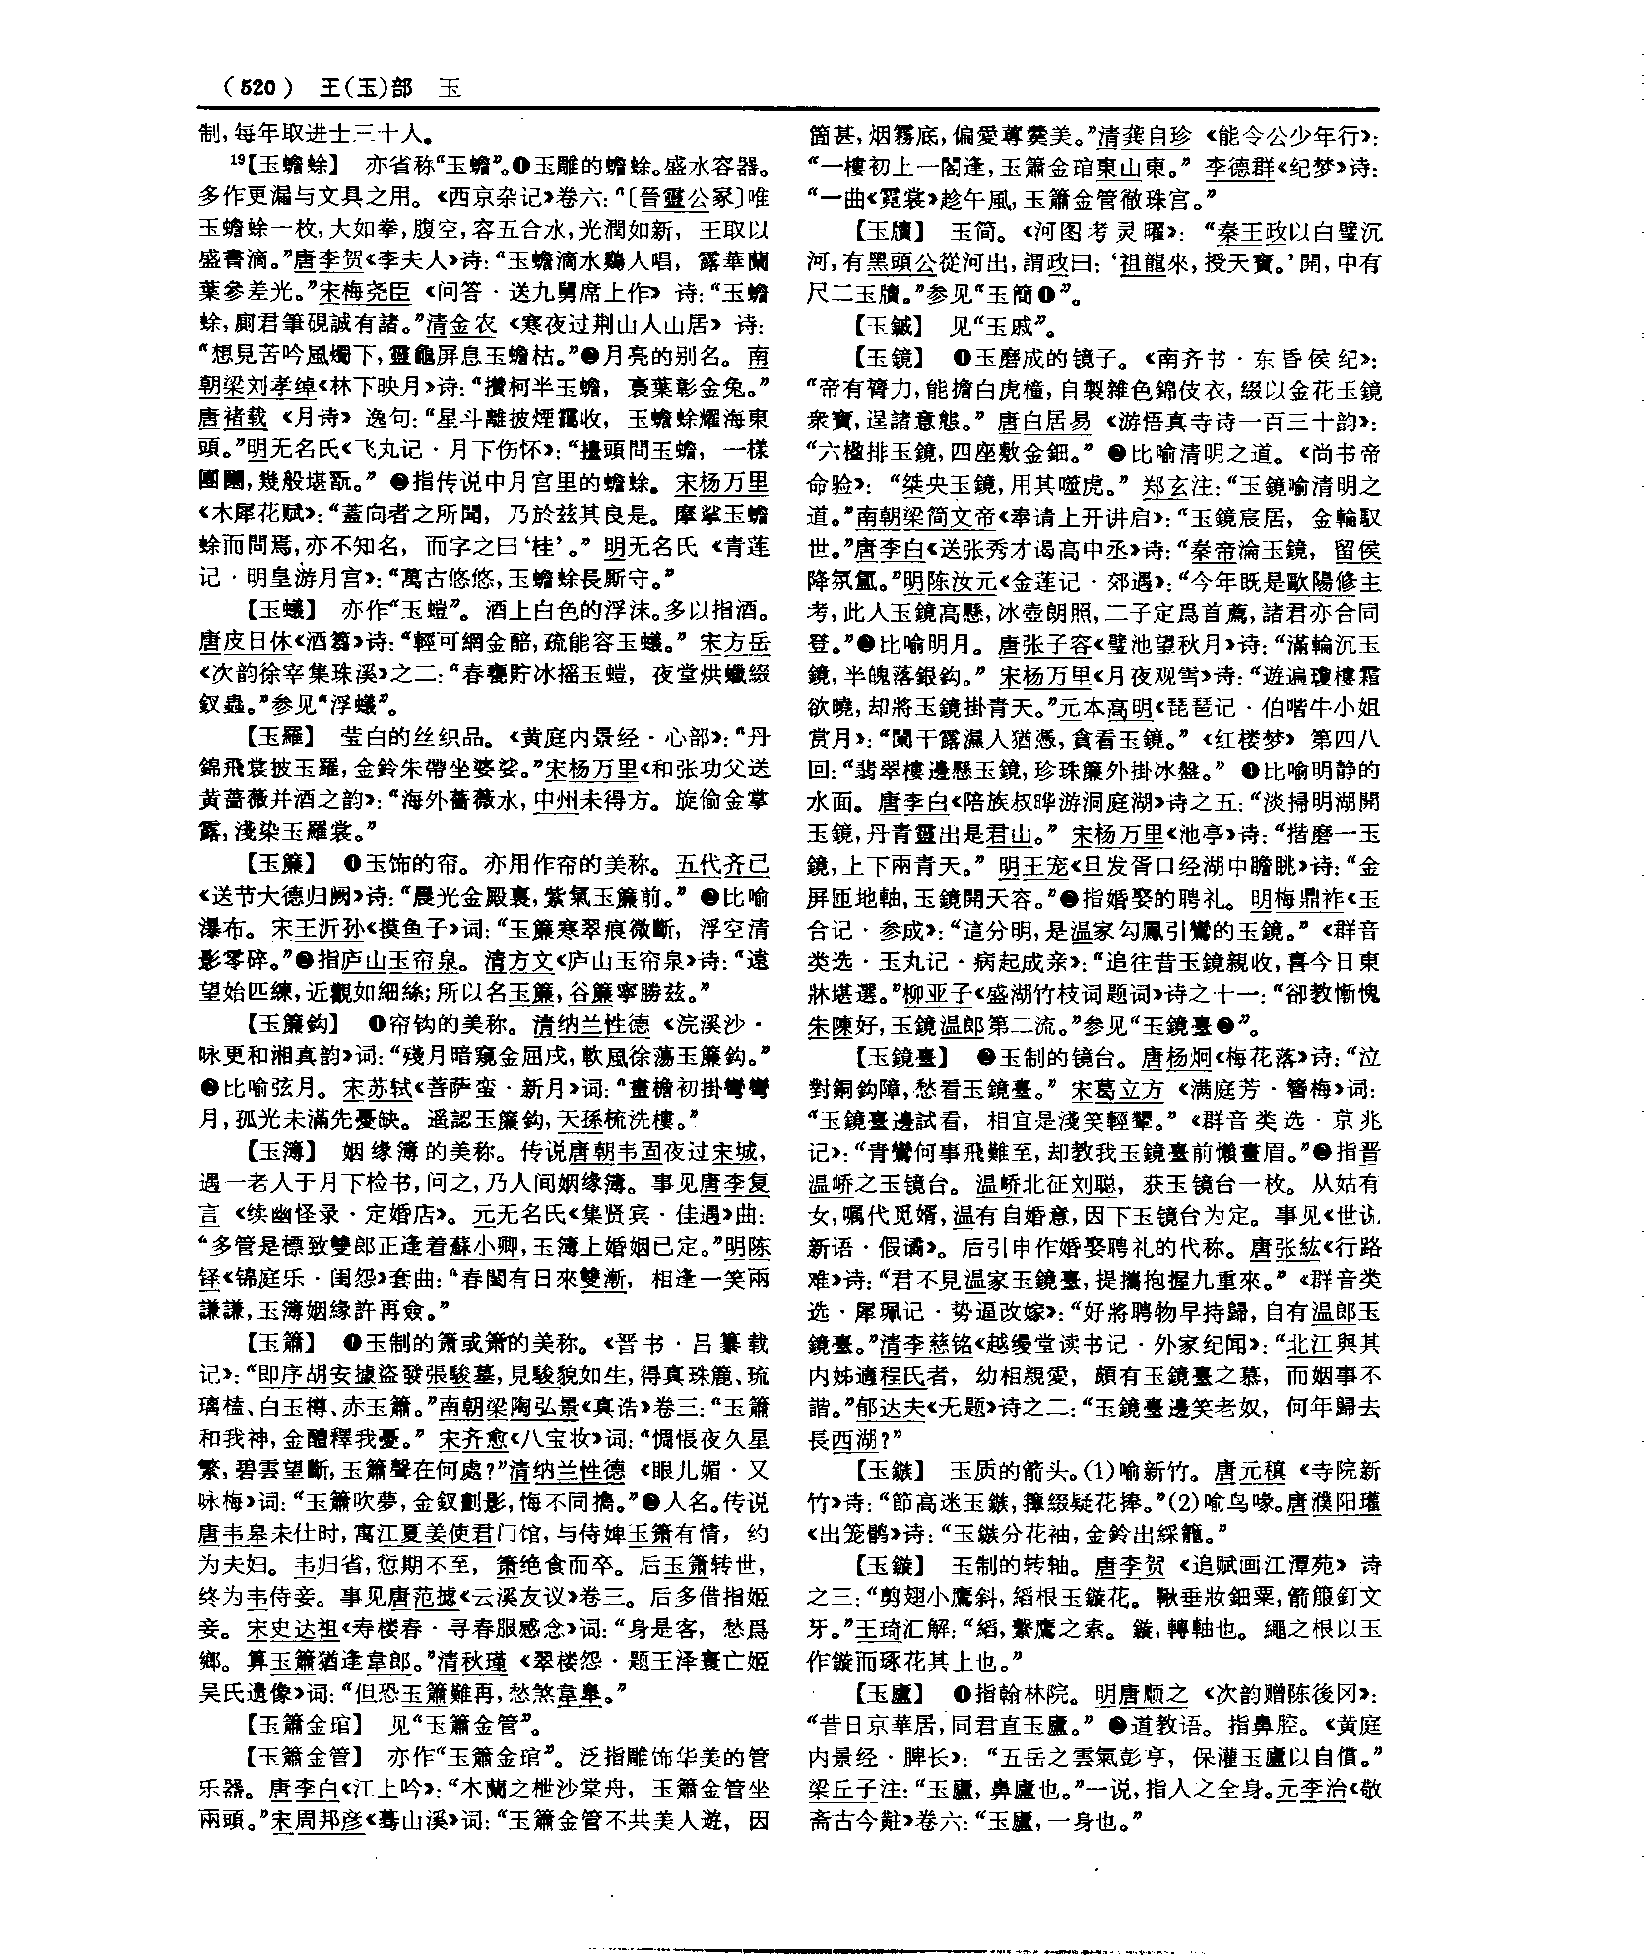 （520）　王(玉)部　玉
制，每年取进士三十人。
19【玉蟾蜍】　亦省称“玉蟾”。❶玉雕的蟾蜍。盛水容器。
多作更漏与文具之用。《西京杂记》卷六：“〔晉靈公冢〕唯
玉蟾蜍一枚，大如拳，腹空，容五合水，光潤如新，王取以
盛書滴。”唐李贺《李夫人》诗：“玉蟾滴水鷄人唱，露華蘭
葉參差光。”宋梅尧臣《问答·送九舅席上作》诗：“玉蟾
蜍，厠君筆硯誠有諸。”清金农《寒夜过荆山人山居》诗：
“想見苦吟風燭下，靈龜屏息玉蟾枯。”❷月亮的别名。南
朝梁刘孝绰《林下映月》诗：“攢柯半玉蟾，裛葉彰金兔。”
唐褚载《月诗》逸句：“星斗離披煙靄收，玉蟾蜍耀海東
頭。”明无名氏《飞丸记·月下伤怀》：“擡頭問玉蟾，一樣
團圞，幾般堪翫。”❸指传说中月宫里的蟾蜍。宋杨万里
《木犀花赋》：“蓋向者之所聞，乃於兹其良是。摩挲玉蟾
蜍而問焉，亦不知名，而字之曰‘桂’。”明无名氏《青莲
记·明皇游月宫》：“萬古悠悠，玉蟾蜍長厮守。”
【玉蟻】　亦作“玉螘”。酒上白色的浮沫。多以指酒。
唐皮日休《酒篘》诗：“輕可網金醅，疏能容玉蟻。”宋方岳
《次韵徐宰集珠溪》之二：“春甕貯冰摇玉螘，夜堂烘蠟綴
釵蟲。”参见“浮蟻”。
【玉羅】　莹白的丝织品。《黄庭内景经·心部》：“丹
錦飛裳披玉羅，金鈴朱帶坐婆娑。”宋杨万里《和张功父送
黄蔷薇并酒之韵》：“海外薔薇水，中州未得方。旋偷金掌
露，淺染玉羅裳。”
【玉簾】　❶玉饰的帘。亦用作帘的美称。五代齐己
《送节大德归阙》诗：“晨光金殿裏，紫氣玉簾前。”❷比喻
瀑布。宋王沂孙《摸鱼子》词：“玉簾寒翠痕微斷，浮空清
影零碎。”❸指庐山玉帘泉。清方文《庐山玉帘泉》诗：“遠
望始匹練，近觀如細絲；所以名玉簾，谷簾寧勝兹。”
【玉簾鈎】　❶帘钩的美称。清纳兰性德《浣溪沙·
咏更和湘真韵》词：“殘月暗窺金屈戌，軟風徐蕩玉簾鈎。”
❷比喻弦月。宋苏轼《菩萨蛮·新月》词：“畫檐初掛彎彎
月，孤光未滿先憂缺。遥認玉簾鈎，天孫梳洗樓。”
【玉簿】　姻缘簿的美称。传说唐朝韦固夜过宋城，
遇一老人于月下检书，问之，乃人间姻缘簿。事见唐李复
言《续幽怪录·定婚店》。元无名氏《集贤宾·佳遇》曲：
“多管是標致雙郎正逢着蘇小卿，玉簿上婚姻已定。”明陈
铎《锦庭乐·闺怨》套曲：“春閨有日來雙漸，相逢一笑兩
謙謙，玉簿姻缘許再僉。”
【玉簫】　❶玉制的箫或箫的美称。《晋书·吕纂载
记》：“即序胡安據盗發張駿墓，見駿貌如生，得真珠簏、琉
璃榼、白玉樽、赤玉簫。”南朝梁陶弘景《真诰》卷三：“玉簫
和我神，金醴釋我憂。”宋齐愈《八宝妆》词：“惆悵夜久星
繁，碧雲望斷，玉簫聲在何處？”清纳兰性德《眼儿媚·又
咏梅》词：“玉簫吹夢，金釵劃影，悔不同攜。”❷人名。传说
唐韦皋未仕时，寓江夏姜使君门馆，与侍婢玉箫有情，约
为夫妇。韦归省，愆期不至，箫绝食而卒。后玉箫转世，
终为韦侍妾。事见唐范摅《云溪友议》卷三。后多借指姬
妾。宋史达祖《寿楼春·寻春服感念》词：“身是客，愁爲
鄉。算玉簫猶逢韋郎。”清秋瑾《翠楼怨·题王泽寰亡姬
吴氏遗像》词：“但恐玉簫難再，愁煞韋皋。”
【玉簫金琯】　见“玉簫金管”。
【玉簫金管】　亦作“玉簫金琯”。泛指雕饰华美的管
乐器。唐李白《江上吟》：“木蘭之枻沙棠舟，玉簫金管坐
兩頭。”宋周邦彦《蓦山溪》词：“玉簫金管不共美人遊，因
箇甚，烟霧底，偏愛蓴羹美。”清龚自珍《能令公少年行》：
“一樓初上一閣逢，玉簫金琯東山東。”李德群《纪梦》诗：
“一曲《霓裳》趁午風，玉簫金管徹珠宫。”
【玉牘】　玉简。《河图考灵曜》：“秦王政以白璧沉
河，有黑頭公從河出，謂政曰：‘祖龍來，授天寳。’開，中有
尺二玉牘。”参见“玉簡❶”。
【玉鏚】　见“玉戚”。
【玉鏡】　❶玉磨成的镜子。《南齐书·东昏侯纪》：
“帝有膂力，能擔白虎橦，自製雜色錦伎衣，綴以金花玉鏡
衆寳，逞諸意態。”唐白居易《游悟真寺诗一百三十韵》：
“六楹排玉鏡，四座敷金鈿。”❷比喻清明之道。《尚书帝
命验》：“桀失玉鏡，用其噬虎。”郑玄注：“玉鏡喻清明之
道。”南朝梁简文帝《奉请上开讲启》：“玉鏡宸居，金輪馭
世。”唐李白《送张秀才谒高中丞》诗：“秦帝淪玉鏡，留侯
降氛氲。”明陈汝元《金莲记·郊遇》：“今年既是歐陽修主
考，此人玉鏡高懸，冰壺朗照，二子定爲首薦，諸君亦合同
登。”❸比喻明月。唐张子容《璧池望秋月》诗：“滿輪沉玉
鏡，半魄落銀鈎。”宋杨万里《月夜观雪》诗：“遊遍瓊樓霜
欲曉，却將玉鏡掛青天。”元本高明《琵琶记·伯喈牛小姐
赏月》：“闌干露濕人猶憑，貪看玉鏡。”《红楼梦》第四八
回：“翡翠樓邊懸玉鏡，珍珠簾外掛冰盤。”❹比喻明静的
水面。唐李白《陪族叔晔游洞庭湖》诗之五：“淡掃明湖開
玉鏡，丹青畫出是君山。”宋杨万里《池亭》诗：“揩磨一玉
鏡，上下兩青天。”明王宠《旦发胥口经湖中瞻眺》诗：“金
屏匝地軸，玉鏡開天容。”❺指婚娶的聘礼。明梅鼎祚《玉
合记·参成》：“這分明，是温家勾鳳引鸞的玉鏡。”《群音
类选·玉丸记·病起成亲》：“追往昔玉鏡親收，喜今日東
牀堪選。”柳亚子《盛湖竹枝词题词》诗之十一：“卻教慚愧
朱陳好，玉鏡温郎第二流。”参见“玉鏡臺❷”。
【玉鏡臺】　❶玉制的镜台。唐杨炯《梅花落》诗：“泣
對銅鈎障，愁看玉鏡臺。”宋葛立方《满庭芳·簪梅》词：
“玉鏡臺邊試看，相宜是淺笑輕顰。”《群音类选·京兆
记》：“青鸞何事飛難至，却教我玉鏡臺前懶畫眉。”❷指晋
温峤之玉镜台。温峤北征刘聪，获玉镜台一枚。从姑有
女，嘱代觅婿，温有自婚意，因下玉镜台为定。事见《世说
新语·假谲》。后引申作婚娶聘礼的代称。唐张紘《行路
难》诗：“君不見温家玉鏡臺，提攜抱握九重來。”《群音类
选·犀珮记·势逼改嫁》：“好將聘物早持歸，自有温郎玉
鏡臺。”清李慈铭《越缦堂读书记·外家纪闻》：“北江與其
内姊適程氏者，幼相親愛，頗有玉鏡臺之慕，而姻事不
諧。”郁达夫《无题》诗之二：“玉鏡臺邊笑老奴，何年歸去
長西湖？”
【玉鏃】　玉质的箭头。(1)喻新竹。唐元稹《寺院新
竹》诗：“節高迷玉鏃，籜綴疑花捧。”(2)喻鸟喙。唐濮阳瓘
《出笼鹘》诗：“玉鏃分花袖，金鈴出綵籠。”
【玉鏇】　玉制的转轴。唐李贺《追赋画江潭苑》诗
之三：“剪翅小鷹斜，縚根玉鏇花。鞦垂妝鈿粟，箭箙釘文
牙。”王琦汇解：“縚，繫鷹之索。鏇，轉軸也。繩之根以玉
作鏇而琢花其上也。”
【玉廬】　❶指翰林院。明唐顺之《次韵赠陈後冈》：
“昔日京華居，同君直玉廬。”❷道教语。指鼻腔。《黄庭
内景经·脾长》：“五岳之雲氣彭亨，保灌玉廬以自償。”
梁丘子注：“玉廬，鼻廬也。”一说，指人之全身。元李治《敬
斋古今黈》卷六：“玉廬，一身也。”